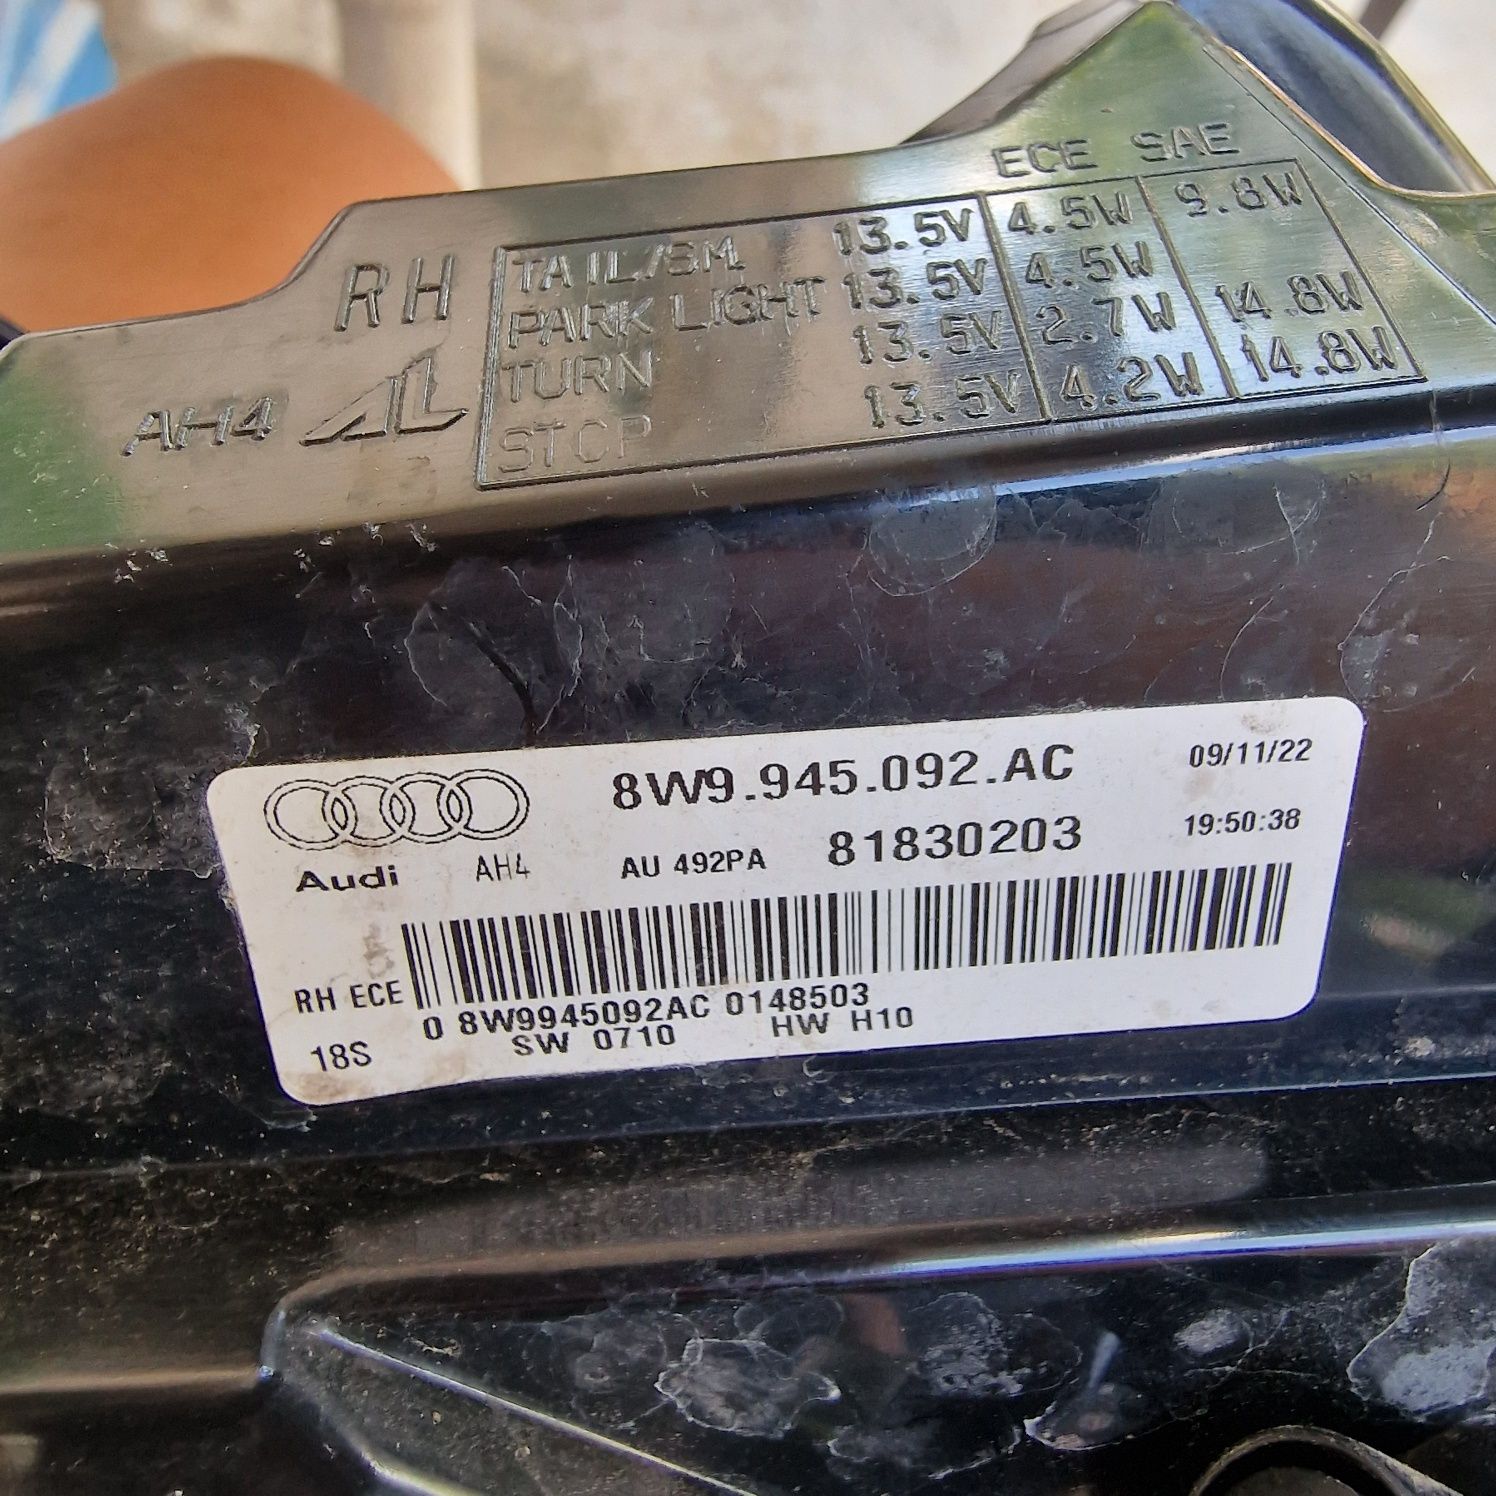 ECE SAE
RH TAIL/SM. 13.5V 4.5W 9.8W
PARK LIGHT 13.5V 4.5W
TURN 13.5V 2.7W 14.8W
STOP 13.5V 4.2W 14.8W
AH4 AL
8W9.945.092.AC 09/11/22
Audi AH4 AU 492PA 81830203 19:50:38
RH ECE
0 8W9945092AC 0148503
18S SW 0710 HW H10